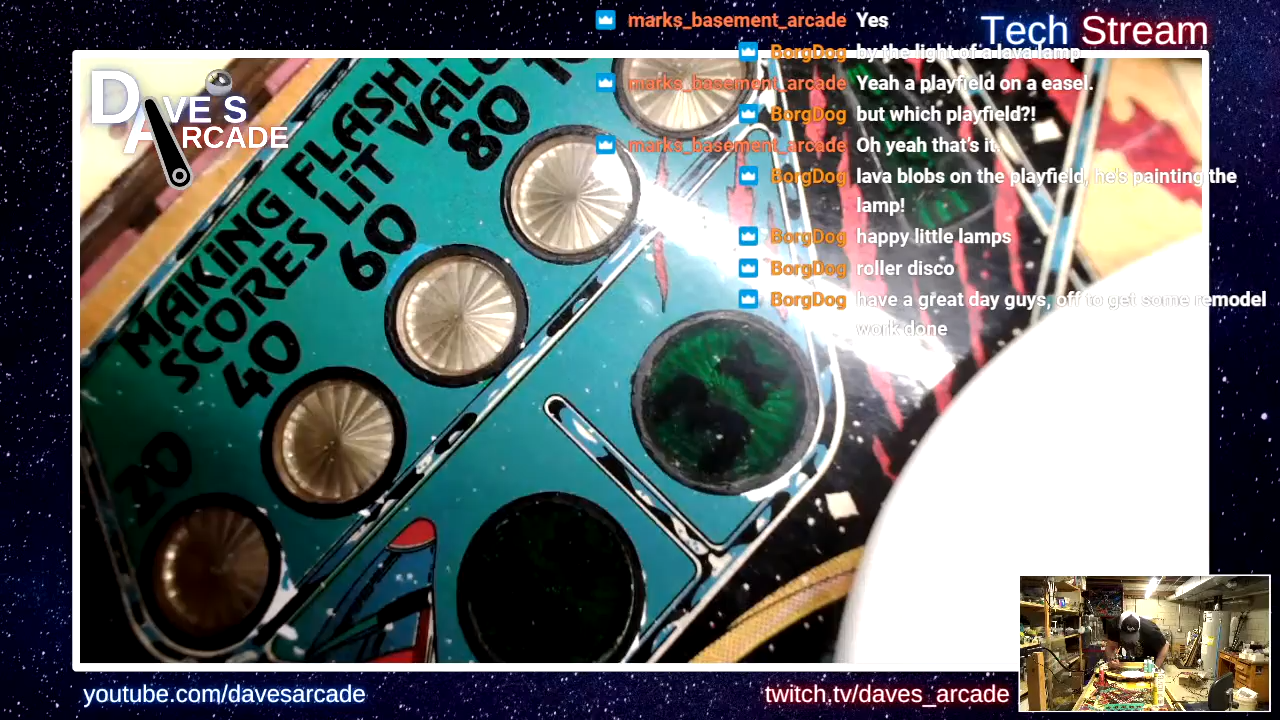 marks_basement_arcade Yes
Tech Stream
BorgDog by the light of a lava lamp
marks_basement_arcade Yeah a playfield on a easel.
BorgDog but which playfield?!
marks_basement_arcade Oh yeah that's it.
BorgDog lava blobs on the playfield, he's painting the
lamp!
BorgDog happy little lamps
BorgDog roller disco
BorgDog have a great day guys, off to get some remodel
work done
DAVE'S
ARCADE
MAKING FLASH
SCORES LIT
80
60
40
20
youtube.com/davesarcade
twitch.tv/daves_arcade